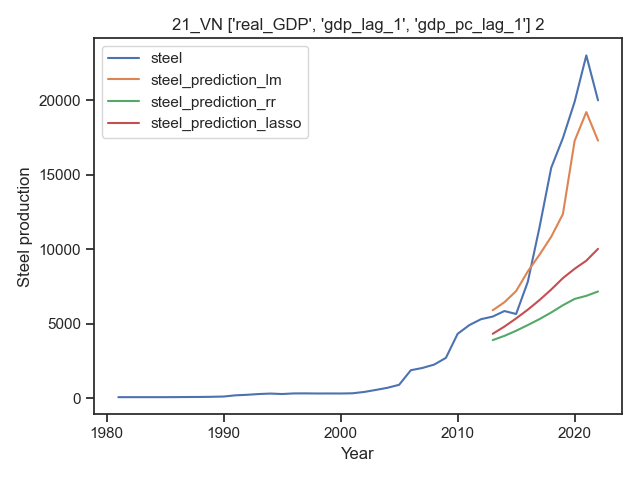 21_VN ['real_GDP', 'gdp_lag_1', 'gdp_pc_lag_1'] 2
steel
steel_prediction_lm
steel_prediction_rr
steel_prediction_lasso
20000
15000
10000
5000
0
Steel production
1980
1990
2000
2010
2020
Year